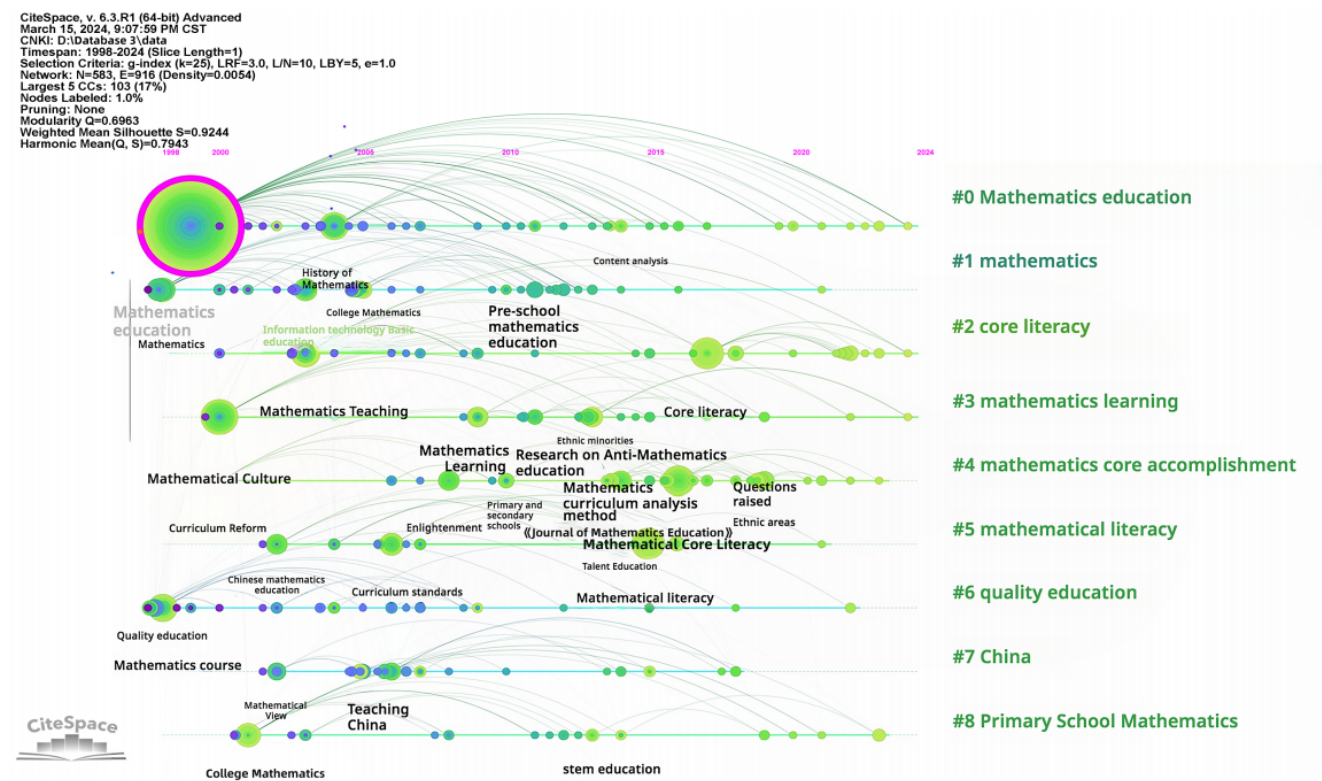 CiteSpace, v. 6.3.R1 (64-bit) Advanced
March 15, 2024, 9:07:59 PM CST
CNKI: D:\Database 3\data
Timespan: 1998-2024 (Slice Length=1)
Selection Criteria: g-index (k=25), LRF=3.0, L/N=10, LBY=5, e=1.0
Network: N=583, E=916 (Density=0.0054)
Largest 5 CCs: 103 (17%)
Nodes Labeled: 1.0%
Pruning: None
Modularity Q=0.6963
Weighted Mean Silhouette S=0.9244
Harmonic Mean(Q, S)=0.7943
1998 2000 2005 2010 2015 2020 2024
#0 Mathematics education
#1 mathematics
Content analysis
History of
Mathematics
Mathematics
education
College Mathematics
Pre-school
mathematics
education
#2 core literacy
Information technology Basic
education
Mathematics
#3 mathematics learning
Mathematics Teaching
Core literacy
Ethnic minorities
Mathematics
Learning
Research on Anti-Mathematics
education
#4 mathematics core accomplishment
Mathematical Culture
Mathematics
curriculum analysis
method
Questions
raised
Primary and
secondary
schools
Ethnic areas
Curriculum Reform
Enlightenment
《Journal of Mathematics Education》
#5 mathematical literacy
Mathematical Core Literacy
Talent Education
Chinese mathematics
education
Curriculum standards
Mathematical literacy
#6 quality education
Quality education
Mathematics course
#7 China
Mathematical
View
Teaching
China
#8 Primary School Mathematics
CiteSpace
College Mathematics
stem education